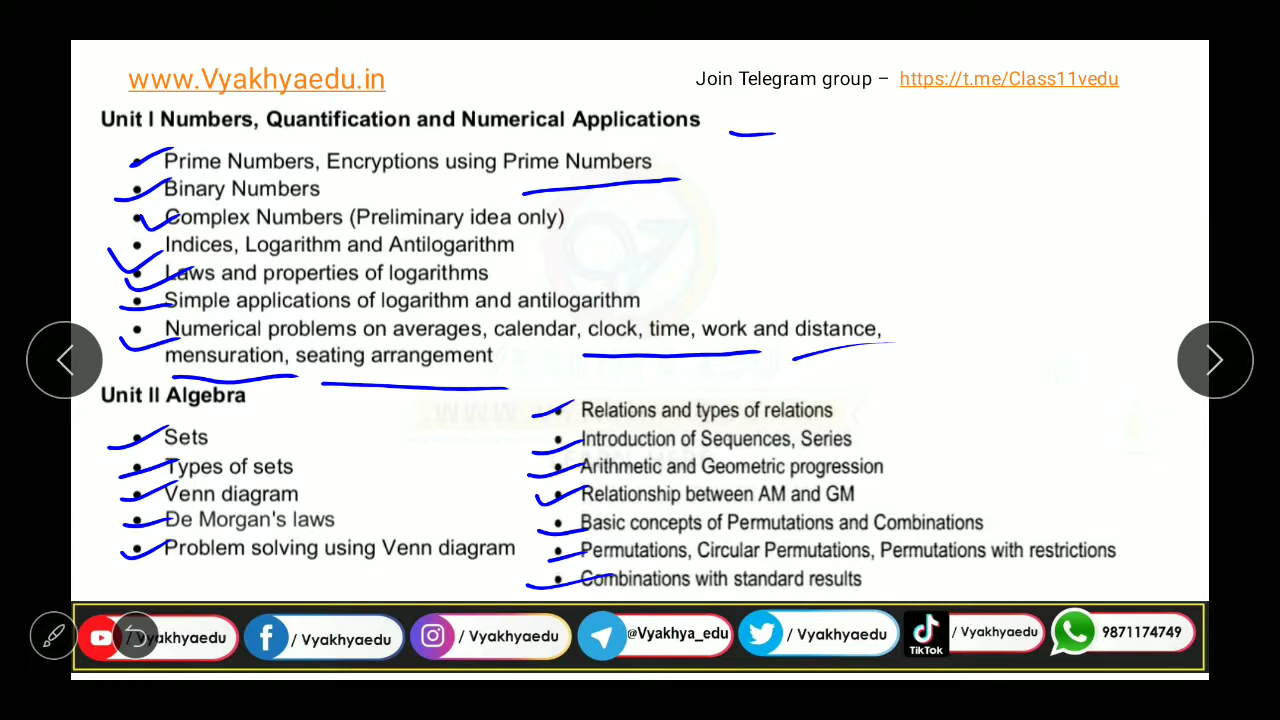 www.Vyakhyaedu.in
Join Telegram group – https://t.me/Class11vedu
Unit I Numbers, Quantification and Numerical Applications
• Prime Numbers, Encryptions using Prime Numbers
• Binary Numbers
• Complex Numbers (Preliminary idea only)
• Indices, Logarithm and Antilogarithm
• Laws and properties of logarithms
• Simple applications of logarithm and antilogarithm
• Numerical problems on averages, calendar, clock, time, work and distance,
mensuration, seating arrangement
Unit II Algebra
• Sets
• Types of sets
• Venn diagram
• De Morgan's laws
• Problem solving using Venn diagram
• Relations and types of relations
• Introduction of Sequences, Series
• Arithmetic and Geometric progression
• Relationship between AM and GM
• Basic concepts of Permutations and Combinations
• Permutations, Circular Permutations, Permutations with restrictions
• Combinations with standard results
/ Vyakhyaedu
/ Vyakhyaedu
/ Vyakhyaedu
@Vyakhya_edu
/ Vyakhyaedu
TikTok
/ Vyakhyaedu
9871174749